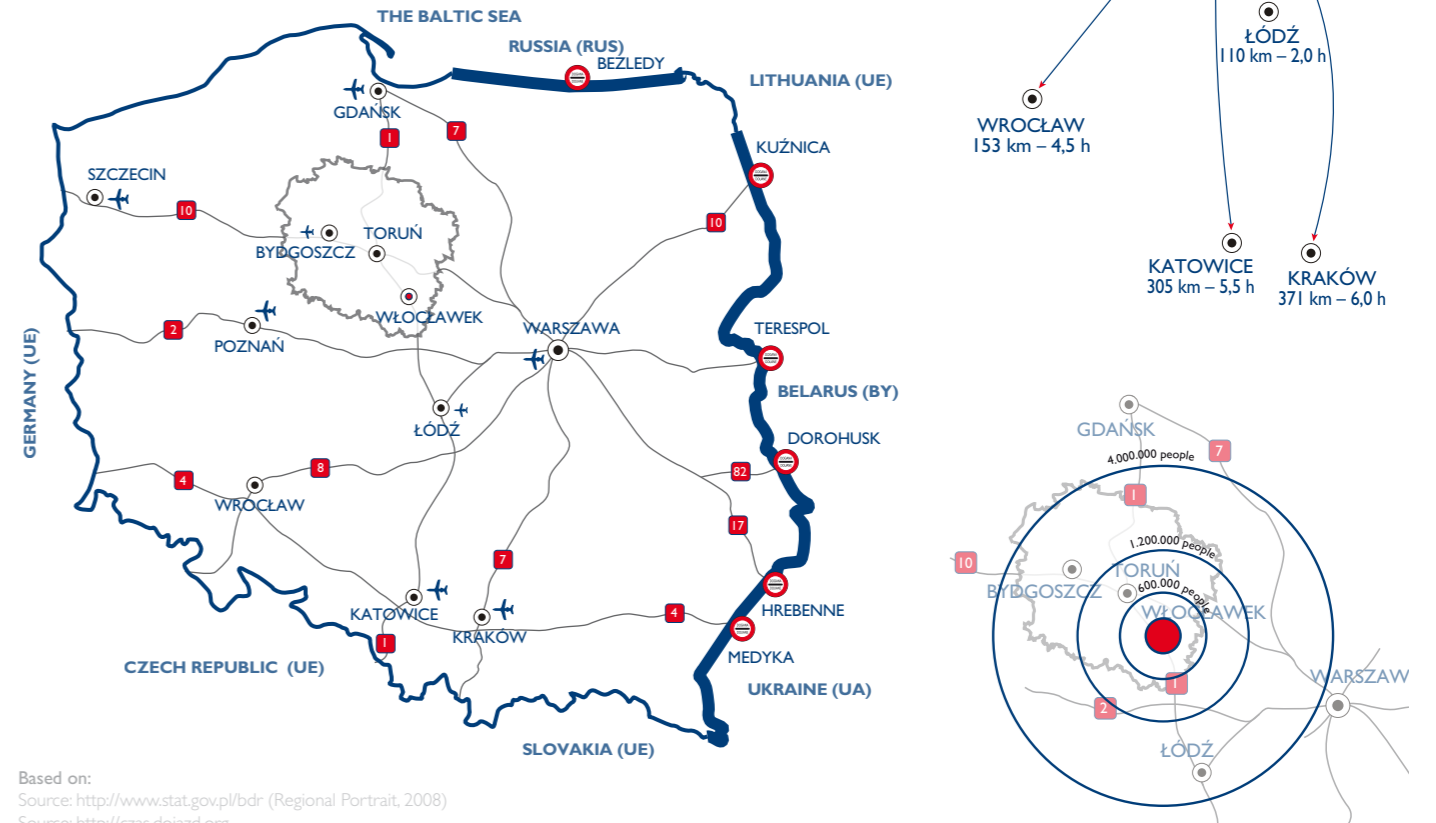 THE BALTIC SEA
RUSSIA (RUS)
BEZLEDY
LITHUANIA (UE)
GDAŃSK
1
7
KUŹNICA
SZCZECIN
10
10
BYDGOSZCZ
TORUŃ
WŁOCŁAWEK
2
POZNAŃ
WARSZAWA
TERESPOL
GERMANY (UE)
BELARUS (BY)
ŁÓDŹ
DOROHUSK
4
8
82
WROCŁAW
17
7
KATOWICE
KRAKÓW
4
HREBENNE
1
MEDYKA
CZECH REPUBLIC (UE)
UKRAINE (UA)
SLOVAKIA (UE)
Based on:
Source: http://www.stat.gov.pl/bdr (Regional Portrait, 2008)
Source: http://czas.dojazd.org
ŁÓDŹ
110 km – 2,0 h
WROCŁAW
153 km – 4,5 h
KATOWICE
305 km – 5,5 h
KRAKÓW
371 km – 6,0 h
GDAŃSK
4.000.000 people
7
1
1.200.000 people
10
TORUŃ
BYDGOSZCZ
600.000 people
WŁOCŁAWEK
1
2
WARSZAW
ŁÓDŹ